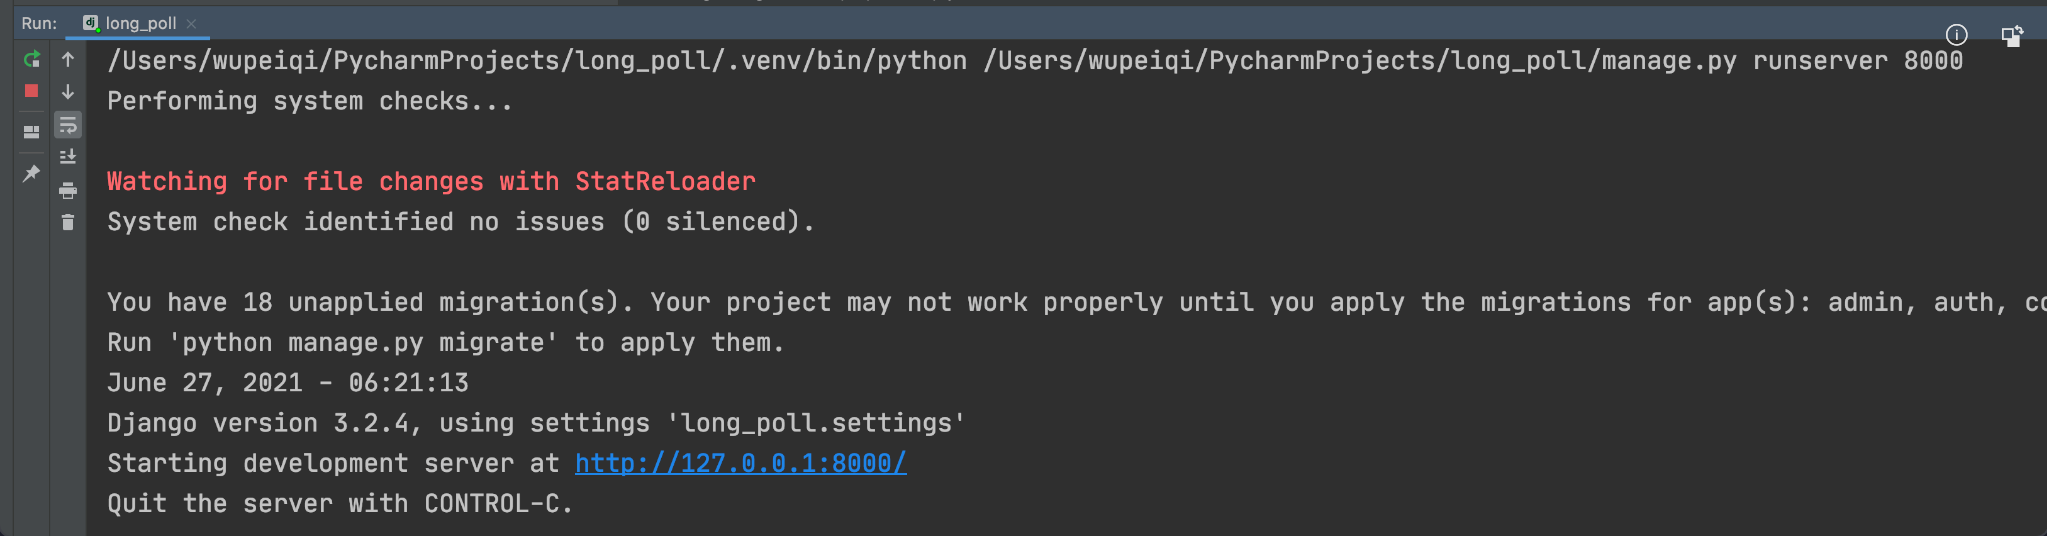 Run: long_poll
/Users/wupeiqi/PycharmProjects/long_poll/.venv/bin/python /Users/wupeiqi/PycharmProjects/long_poll/manage.py runserver 8000
Performing system checks...
Watching for file changes with StatReloader
System check identified no issues (0 silenced).
You have 18 unapplied migration(s). Your project may not work properly until you apply the migrations for app(s): admin, auth,
Run 'python manage.py migrate' to apply them.
June 27, 2021 - 06:21:13
Django version 3.2.4, using settings 'long_poll.settings'
Starting development server at http://127.0.0.1:8000/
Quit the server with CONTROL-C.